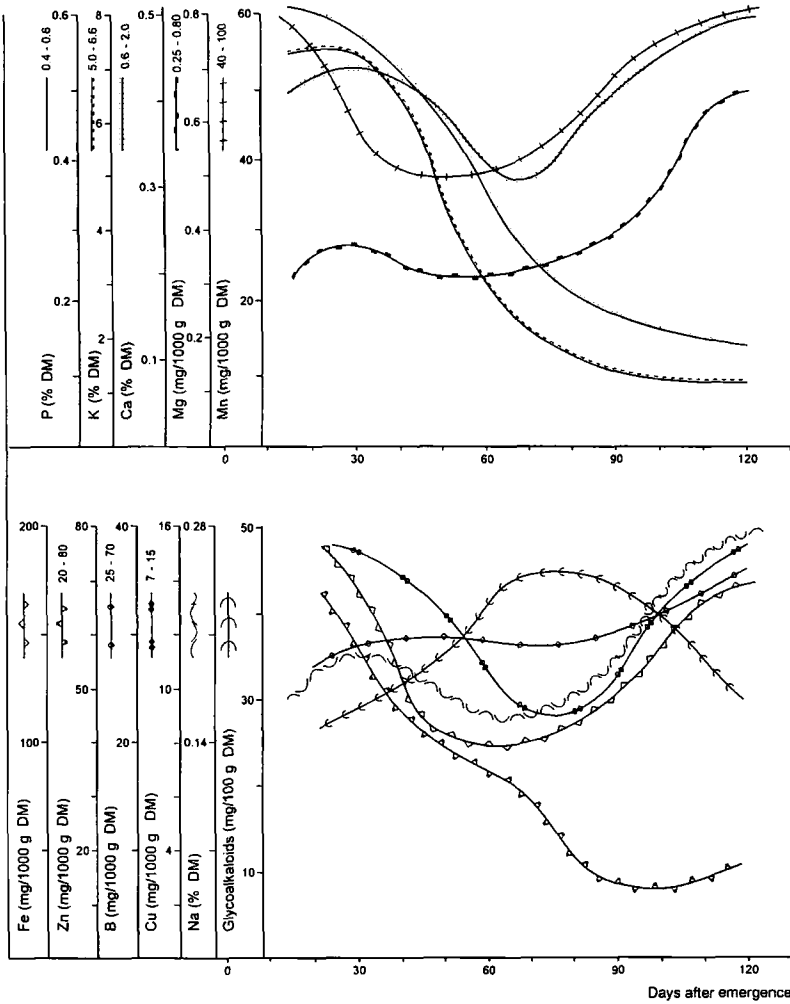 0.6
0.4
0.2
P (% DM)
0.4 - 0.6
8
6
4
2
K (% DM)
5.0 - 6.6
Ca (% DM)
0.6 - 2.0
0.5
0.3
0.1
Mg (mg/1000 g DM)
0.25 - 0.80
0.8
0.6
0.4
0.2
Mn (mg/1000 g DM)
40 - 100
60
40
20
0
30
60
90
120
200
100
Fe (mg/1000 g DM)
80
50
20
Zn (mg/1000 g DM)
20 - 80
40
20
B (mg/1000 g DM)
25 - 70
16
10
4
Cu (mg/1000 g DM)
7 - 15
0.28
0.14
Na (% DM)
50
30
10
Glycoalkaloids (mg/100 g DM)
0
30
60
90
120
Days after emergence